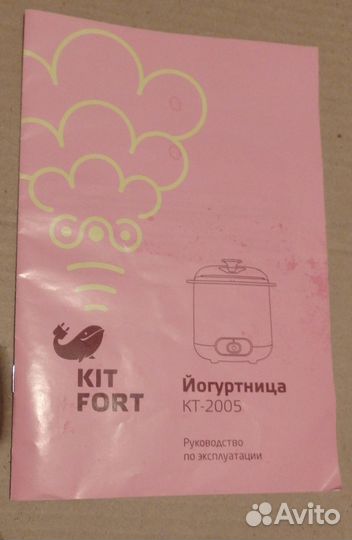 KIT
FORT
Йогуртница
КТ-2005
Руководство
по эксплуатации
Avito